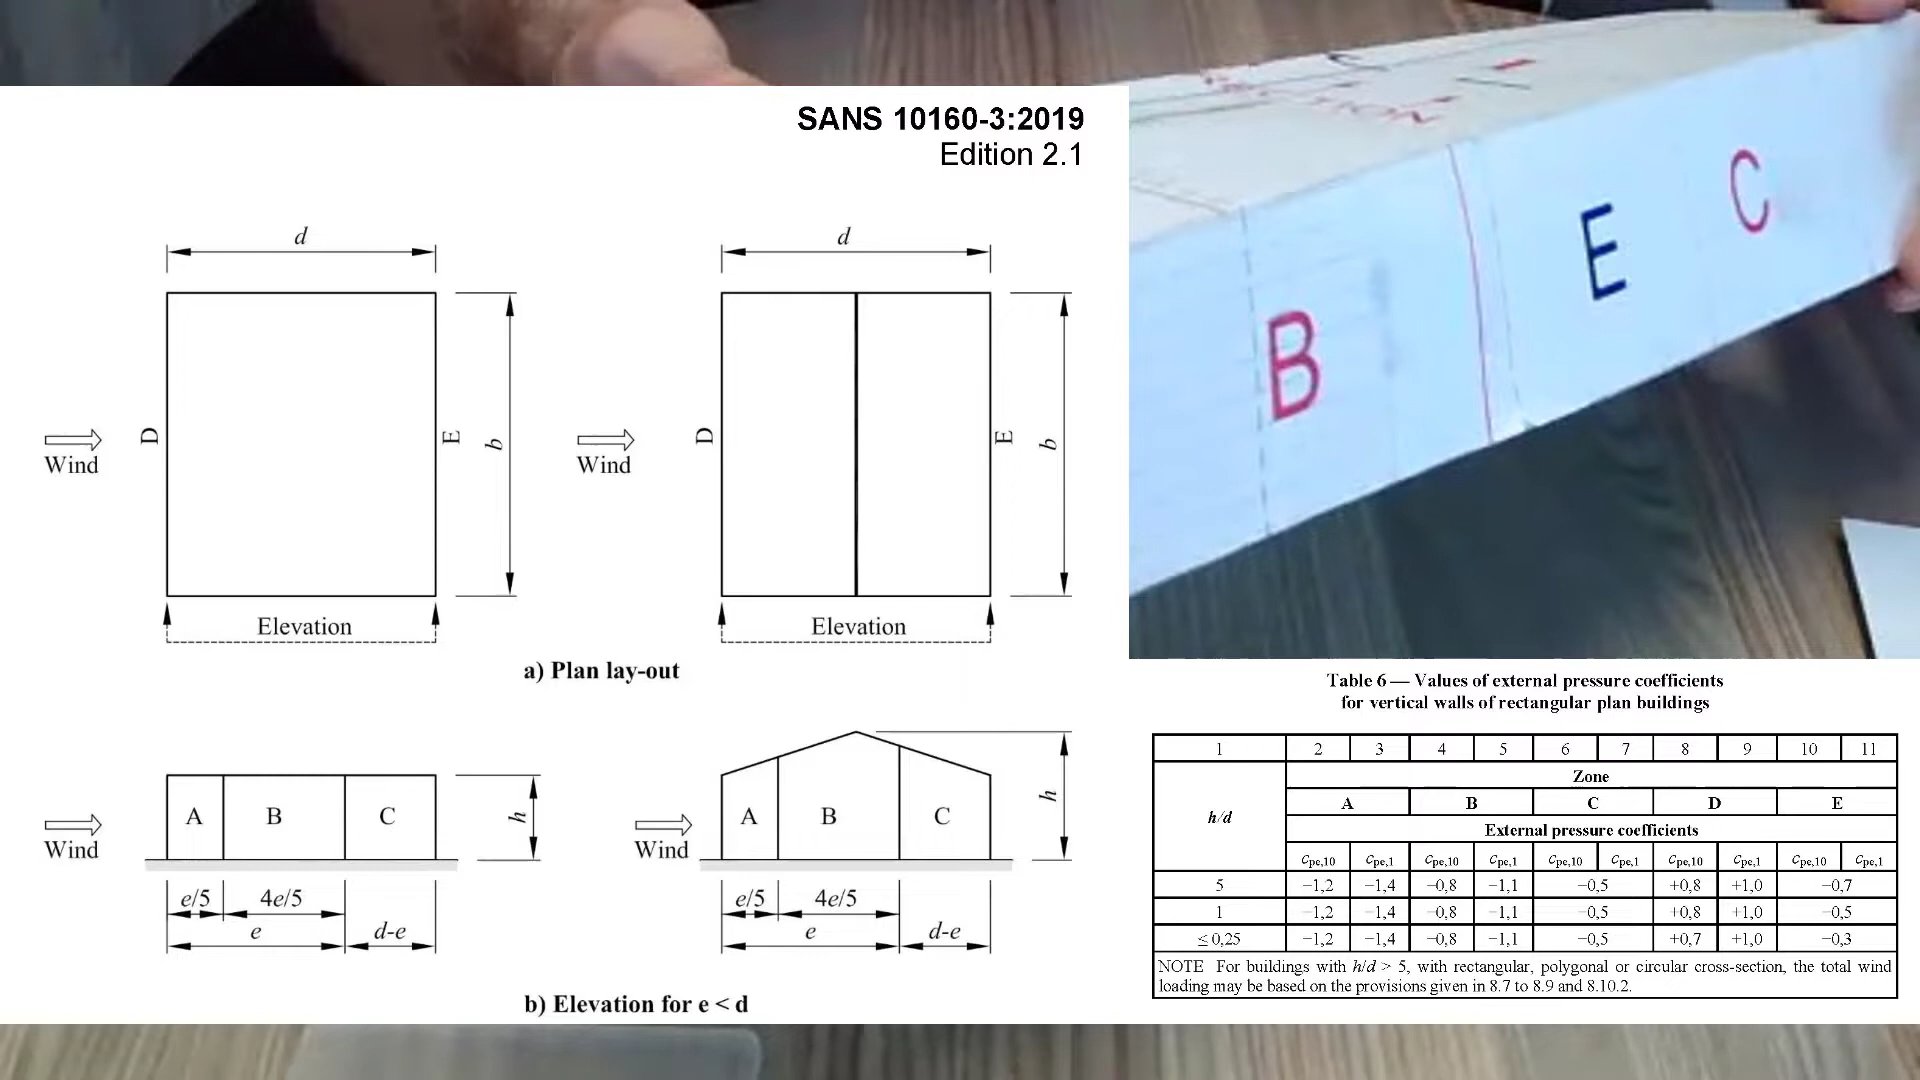 SANS 10160-3:2019
Edition 2.1
d
d
D
E
b
D
E
b
Wind
Wind
Elevation
Elevation
a) Plan lay-out
A
B
C
h
A
B
C
h
Wind
Wind
e/5
4e/5
e/5
4e/5
e
d-e
e
d-e
b) Elevation for e < d
B
E
C
Table 6 — Values of external pressure coefficients
for vertical walls of rectangular plan buildings
1 2 3 4 5 6 7 8 9 10 11
h/d
Zone
A B C D E
External pressure coefficients
cpe,10 cpe,1 cpe,10 cpe,1 cpe,10 cpe,1 cpe,10 cpe,1 cpe,10 cpe,1
5 −1,2 −1,4 −0,8 −1,1 −0,5 +0,8 +1,0 −0,7
1 −1,2 −1,4 −0,8 −1,1 −0,5 +0,8 +1,0 −0,5
≤ 0,25 −1,2 −1,4 −0,8 −1,1 −0,5 +0,7 +1,0 −0,3
NOTE For buildings with h/d > 5, with rectangular, polygonal or circular cross-section, the total wind
loading may be based on the provisions given in 8.7 to 8.9 and 8.10.2.